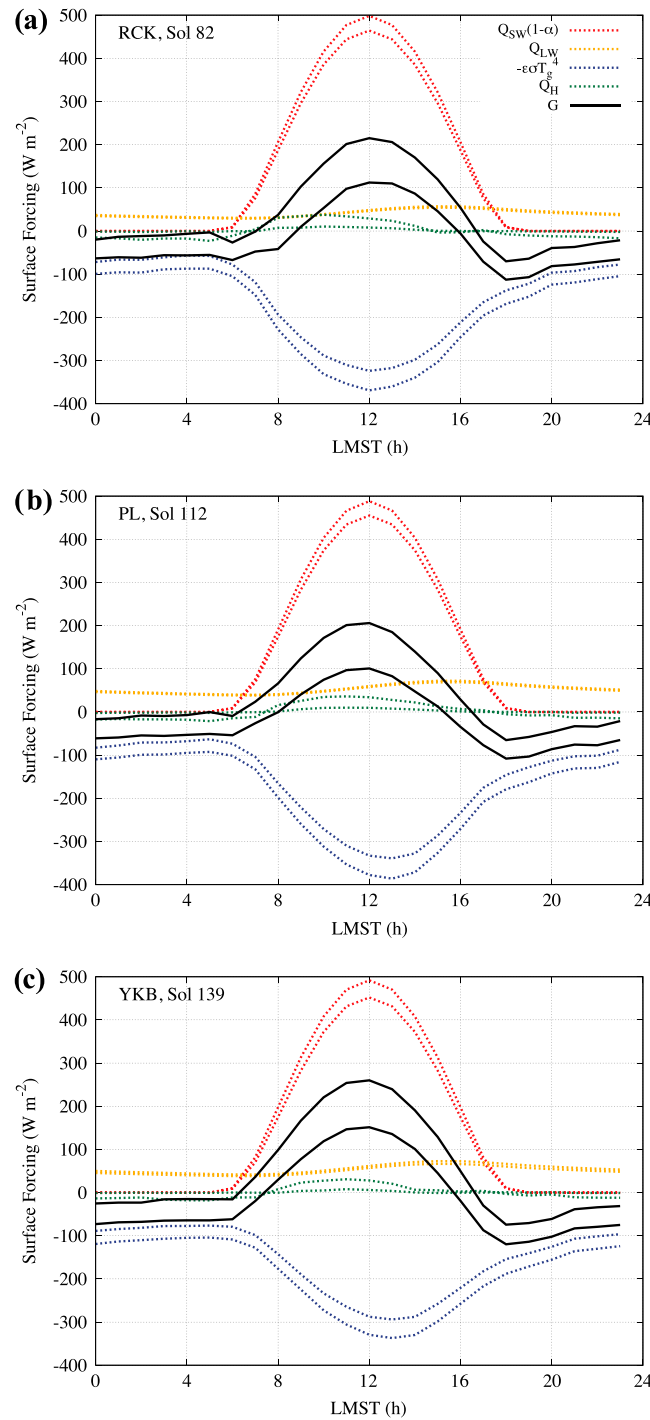 (a)
RCK, Sol 82
Q_SW(1-α)
Q_LW
-εσT_g^4
Q_H
G
Surface Forcing (W m^-2)
500
400
300
200
100
0
-100
-200
-300
-400
0 4 8 12 16 20 24
LMST (h)
(b)
PL, Sol 112
Surface Forcing (W m^-2)
500
400
300
200
100
0
-100
-200
-300
-400
0 4 8 12 16 20 24
LMST (h)
(c)
YKB, Sol 139
Surface Forcing (W m^-2)
500
400
300
200
100
0
-100
-200
-300
-400
0 4 8 12 16 20 24
LMST (h)